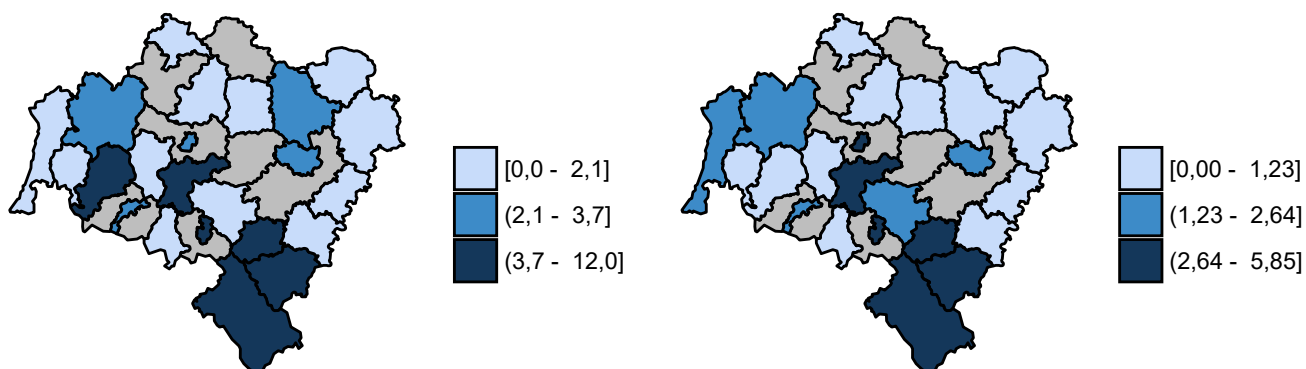 [0,0 - 2,1]
(2,1 - 3,7]
(3,7 - 12,0]
[0,00 - 1,23]
(1,23 - 2,64]
(2,64 - 5,85]